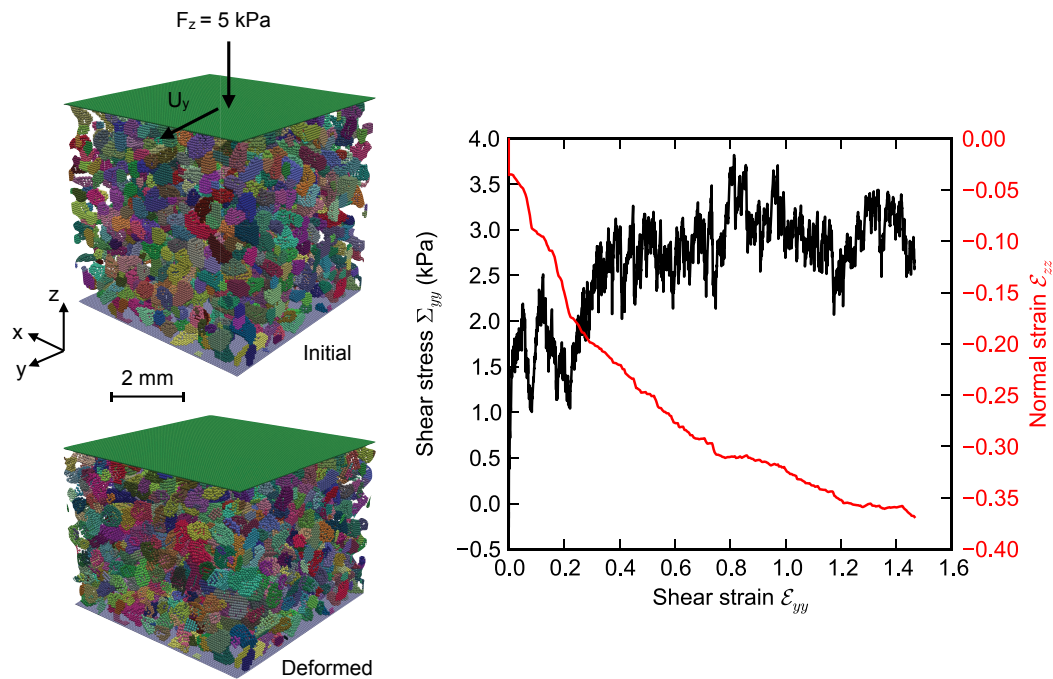 F_z = 5 kPa
U_y
z
x
y
Initial
2 mm
Deformed
4.0
3.5
3.0
2.5
2.0
1.5
1.0
0.5
0.0
−0.5
Shear stress Σ_yy (kPa)
0.0 0.2 0.4 0.6 0.8 1.0 1.2 1.4 1.6
Shear strain ℰ_yy
0.00
−0.05
−0.10
−0.15
−0.20
−0.25
−0.30
−0.35
−0.40
Normal strain ℰ_zz